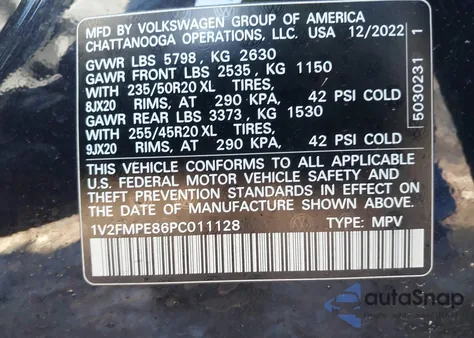 MFD BY VOLKSWAGEN GROUP OF AMERICA
CHATTANOOGA OPERATIONS, LLC. USA 12/2022
GVWR LBS 5798, KG 2630
GAWR FRONT LBS 2535, KG 1150
WITH 235/50R20 XL TIRES,
8JX20 RIMS, AT 290 KPA, 42 PSI COLD
GAWR REAR LBS 3373, KG 1530
WITH 255/45R20 XL TIRES,
9JX20 RIMS, AT 290 KPA, 42 PSI COLD
THIS VEHICLE CONFORMS TO ALL APPLICABLE
U.S. FEDERAL MOTOR VEHICLE SAFETY AND
THEFT PREVENTION STANDARDS IN EFFECT ON
THE DATE OF MANUFACTURE SHOWN ABOVE.
1V2FMPE86PC011128 TYPE: MPV
5030231 1
autoSnap